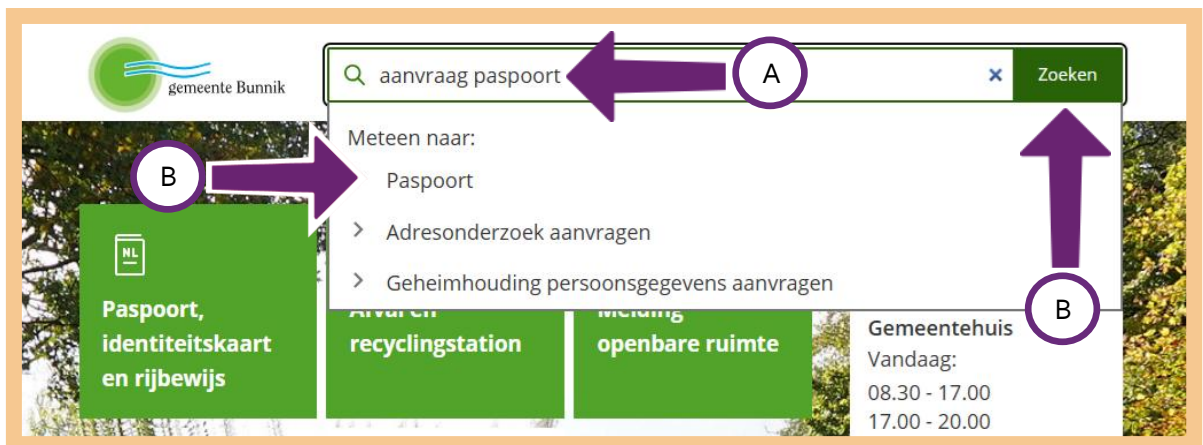 gemeente Bunnik
aanvraag paspoort
A
×
Zoeken
Meteen naar:
B
Paspoort
Adresonderzoek aanvragen
Geheimhouding persoonsgegevens aanvragen
B
NL
Paspoort,
identiteitskaart
en rijbewijs
recyclingstation
Melding
openbare ruimte
Gemeentehuis
Vandaag:
08.30 - 17.00
17.00 - 20.00